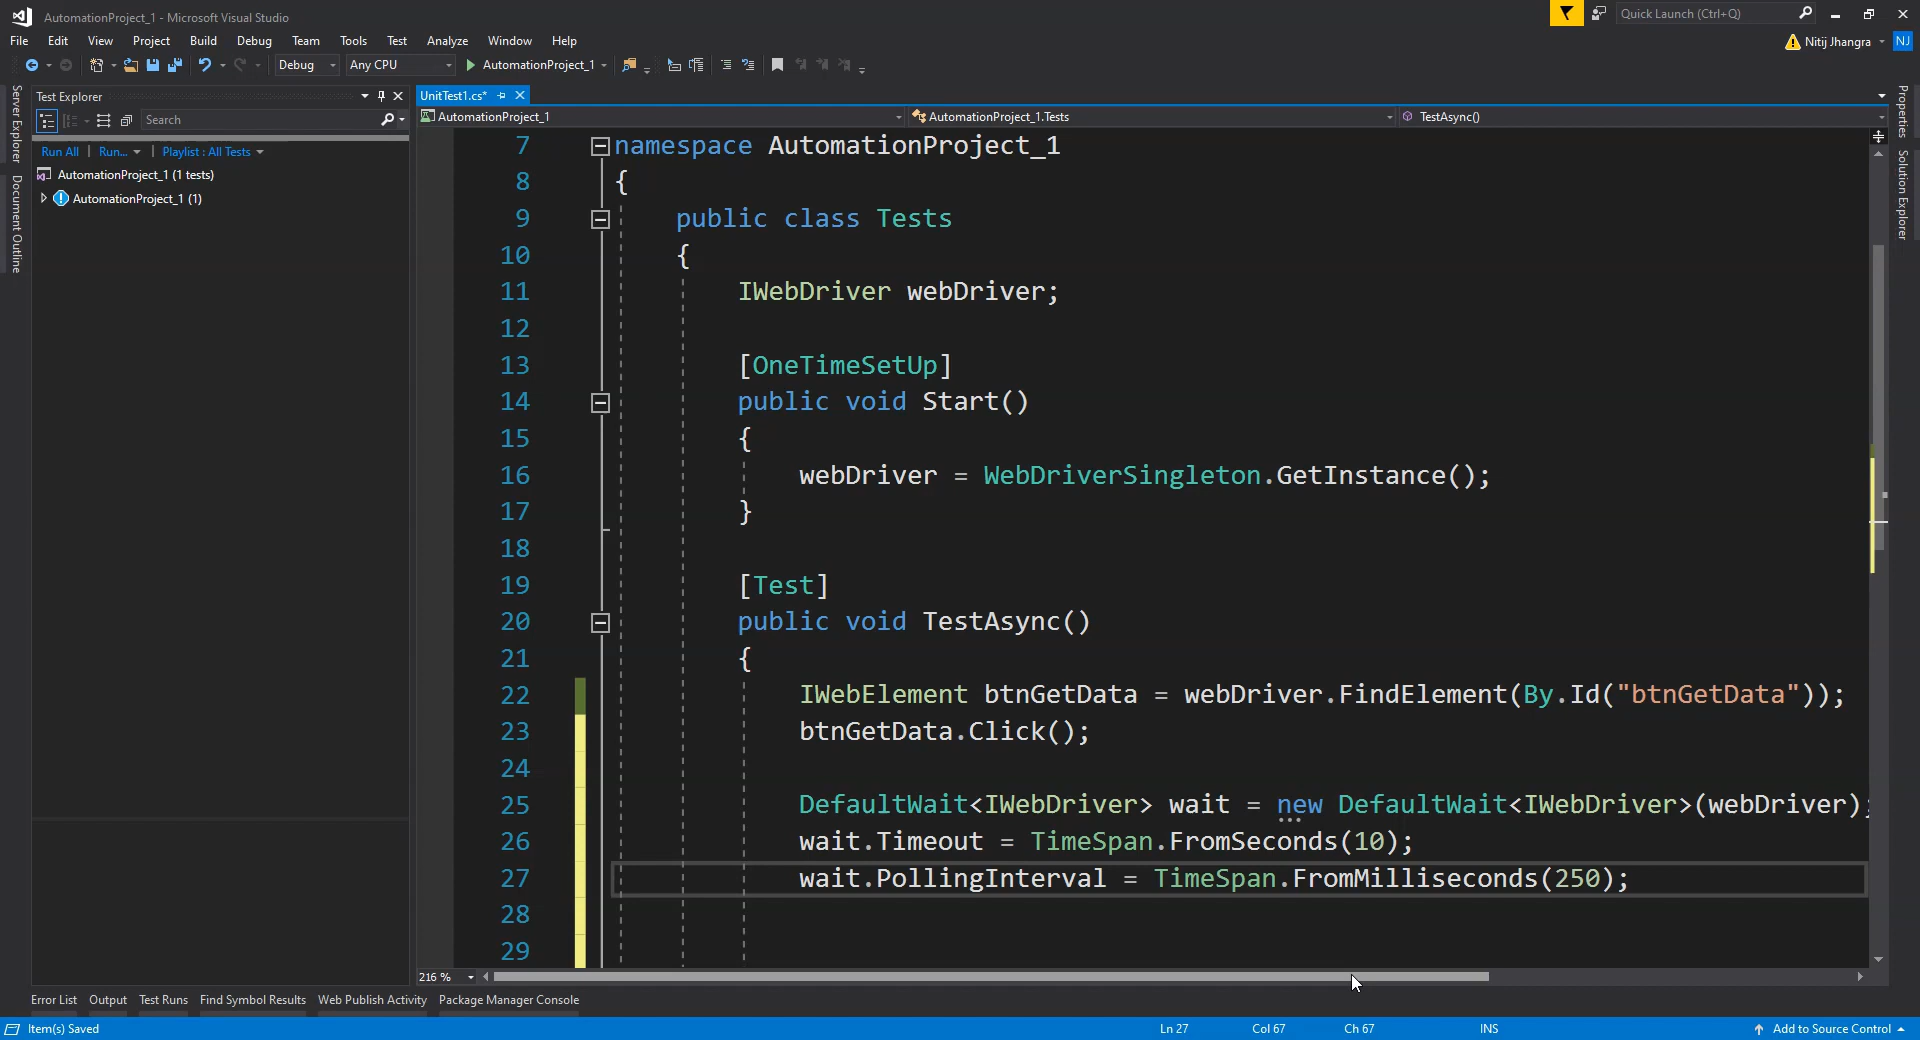 AutomationProject_1 - Microsoft Visual Studio
Quick Launch (Ctrl+Q)
File Edit View Project Build Debug Team Tools Test Analyze Window Help
Nitij Jhangra NJ
Debug Any CPU AutomationProject_1
Server Explorer
Document Outline
Test Explorer
Search
Run All | Run... | Playlist : All Tests
AutomationProject_1 (1 tests)
AutomationProject_1 (1)
UnitTest1.cs*
AutomationProject_1 AutomationProject_1.Tests TestAsync()
7 namespace AutomationProject_1
8 {
9 public class Tests
10 {
11 IWebDriver webDriver;
12
13 [OneTimeSetUp]
14 public void Start()
15 {
16 webDriver = WebDriverSingleton.GetInstance();
17 }
18
19 [Test]
20 public void TestAsync()
21 {
22 IWebElement btnGetData = webDriver.FindElement(By.Id("btnGetData"));
23 btnGetData.Click();
24
25 DefaultWait<IWebDriver> wait = new DefaultWait<IWebDriver>(webDriver);
26 wait.Timeout = TimeSpan.FromSeconds(10);
27 wait.PollingInterval = TimeSpan.FromMilliseconds(250);
28
29
216 %
Properties
Solution Explorer
Error List Output Test Runs Find Symbol Results Web Publish Activity Package Manager Console
Item(s) Saved Ln 27 Col 67 Ch 67 INS Add to Source Control